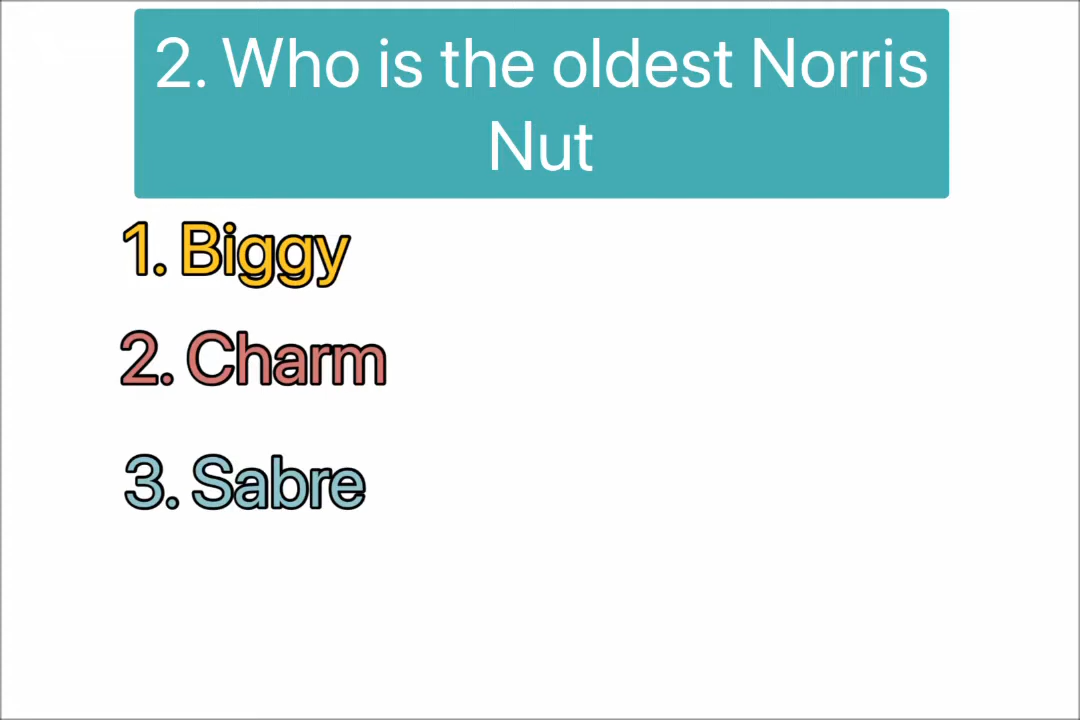 2. Who is the oldest Norris
Nut
1. Biggy
2. Charm
3. Sabre